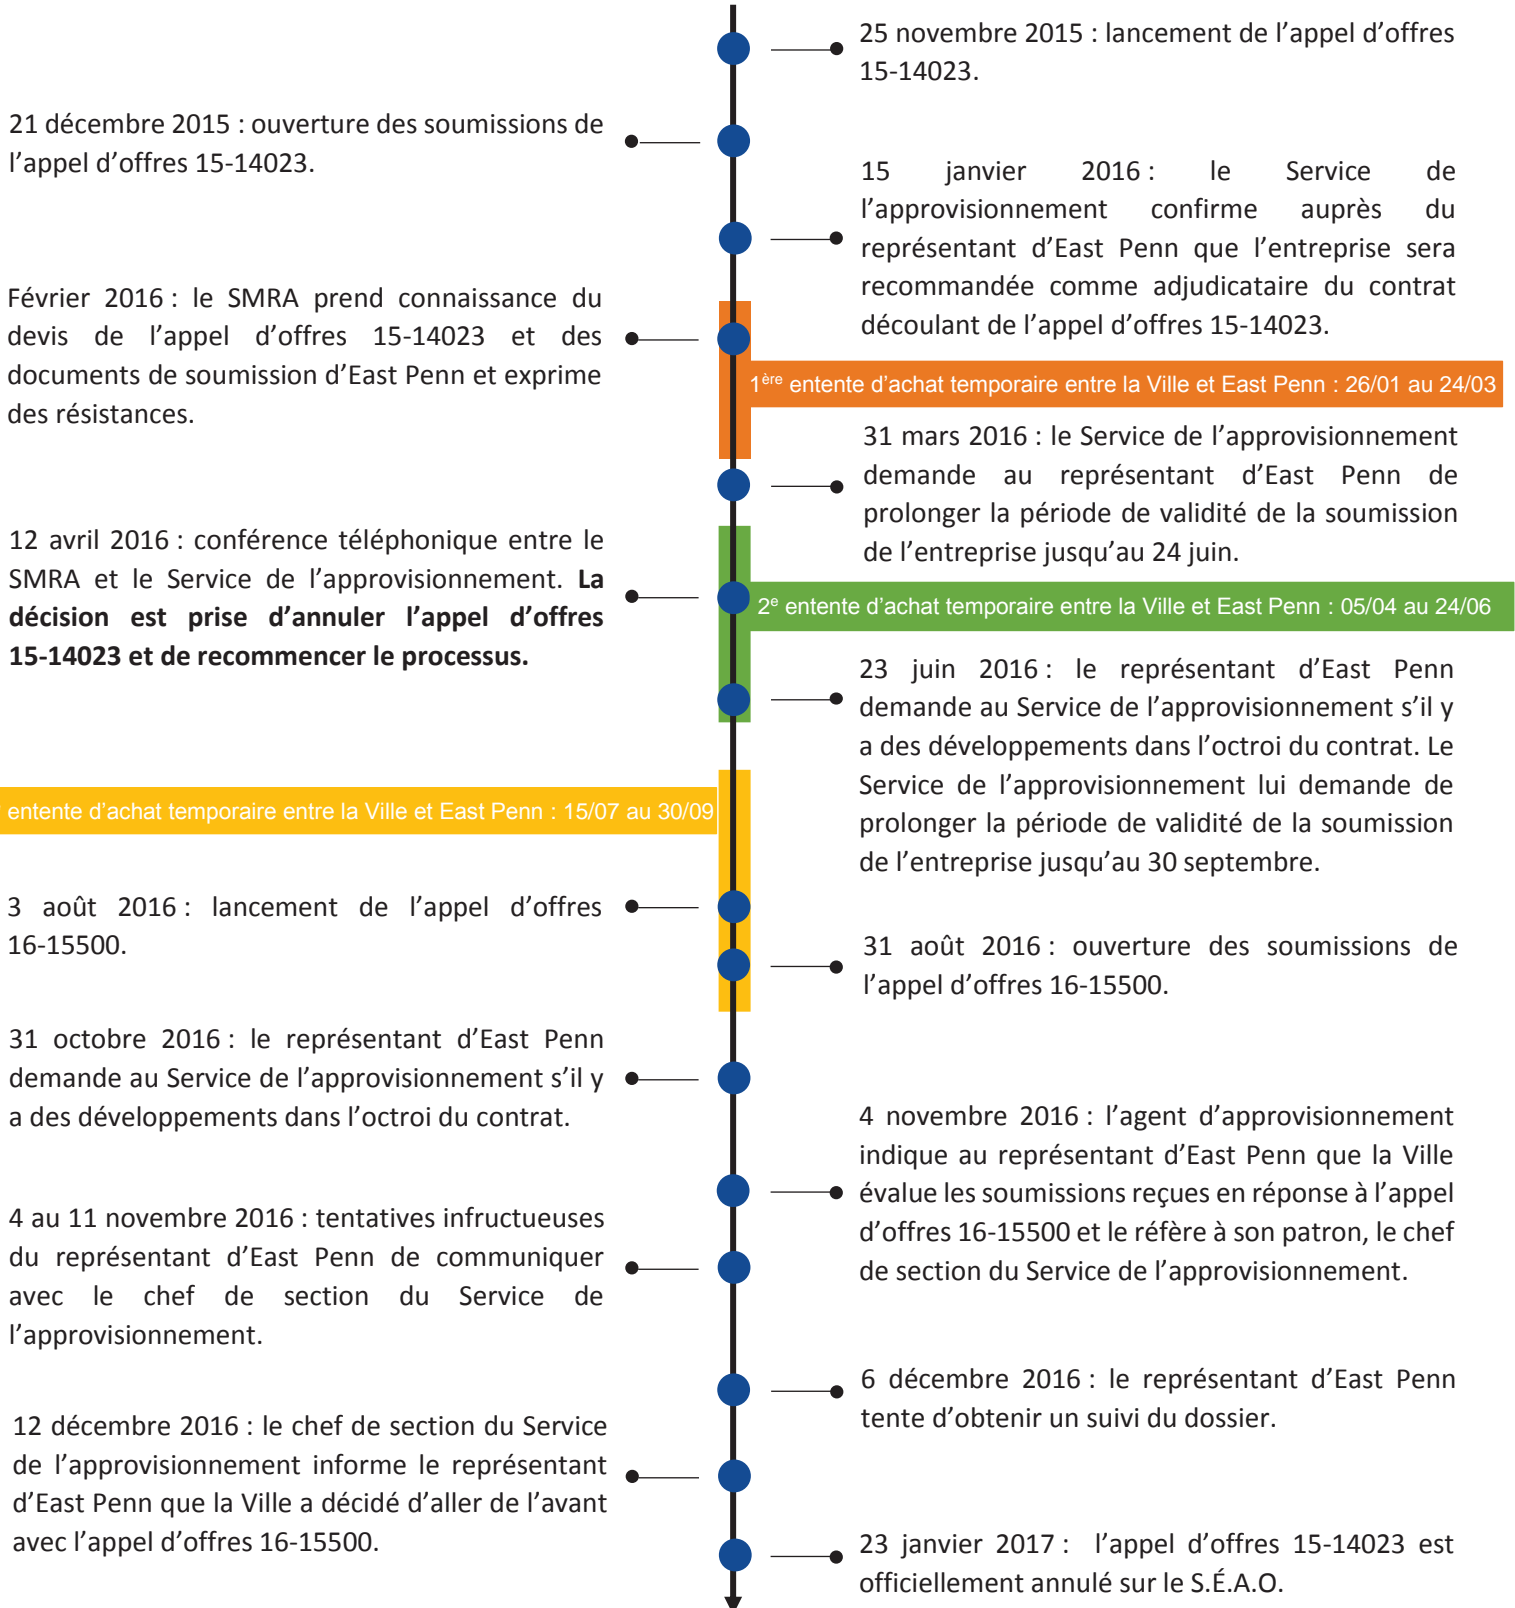 25 novembre 2015 : lancement de l’appel d’offres
15-14023.
21 décembre 2015 : ouverture des soumissions de
l’appel d’offres 15-14023.
15 janvier 2016 : le Service de
l’approvisionnement confirme auprès du
représentant d’East Penn que l’entreprise sera
recommandée comme adjudicataire du contrat
découlant de l’appel d’offres 15-14023.
Février 2016 : le SMRA prend connaissance du
devis de l’appel d’offres 15-14023 et des
documents de soumission d’East Penn et exprime
des résistances.
1ère entente d’achat temporaire entre la Ville et East Penn : 26/01 au 24/03
31 mars 2016 : le Service de l’approvisionnement
demande au représentant d’East Penn de
prolonger la période de validité de la soumission
de l’entreprise jusqu’au 24 juin.
12 avril 2016 : conférence téléphonique entre le
SMRA et le Service de l’approvisionnement. La
décision est prise d’annuler l’appel d’offres
15-14023 et de recommencer le processus.
2e entente d’achat temporaire entre la Ville et East Penn : 05/04 au 24/06
23 juin 2016 : le représentant d’East Penn
demande au Service de l’approvisionnement s’il y
a des développements dans l’octroi du contrat. Le
Service de l’approvisionnement lui demande de
prolonger la période de validité de la soumission
de l’entreprise jusqu’au 30 septembre.
entente d’achat temporaire entre la Ville et East Penn : 15/07 au 30/09
3 août 2016 : lancement de l’appel d’offres
16-15500.
31 août 2016 : ouverture des soumissions de
l’appel d’offres 16-15500.
31 octobre 2016 : le représentant d’East Penn
demande au Service de l’approvisionnement s’il y
a des développements dans l’octroi du contrat.
4 novembre 2016 : l’agent d’approvisionnement
indique au représentant d’East Penn que la Ville
évalue les soumissions reçues en réponse à l’appel
d’offres 16-15500 et le réfère à son patron, le chef
de section du Service de l’approvisionnement.
4 au 11 novembre 2016 : tentatives infructueuses
du représentant d’East Penn de communiquer
avec le chef de section du Service de
l’approvisionnement.
6 décembre 2016 : le représentant d’East Penn
tente d’obtenir un suivi du dossier.
12 décembre 2016 : le chef de section du Service
de l’approvisionnement informe le représentant
d’East Penn que la Ville a décidé d’aller de l’avant
avec l’appel d’offres 16-15500.
23 janvier 2017 : l’appel d’offres 15-14023 est
officiellement annulé sur le S.É.A.O.